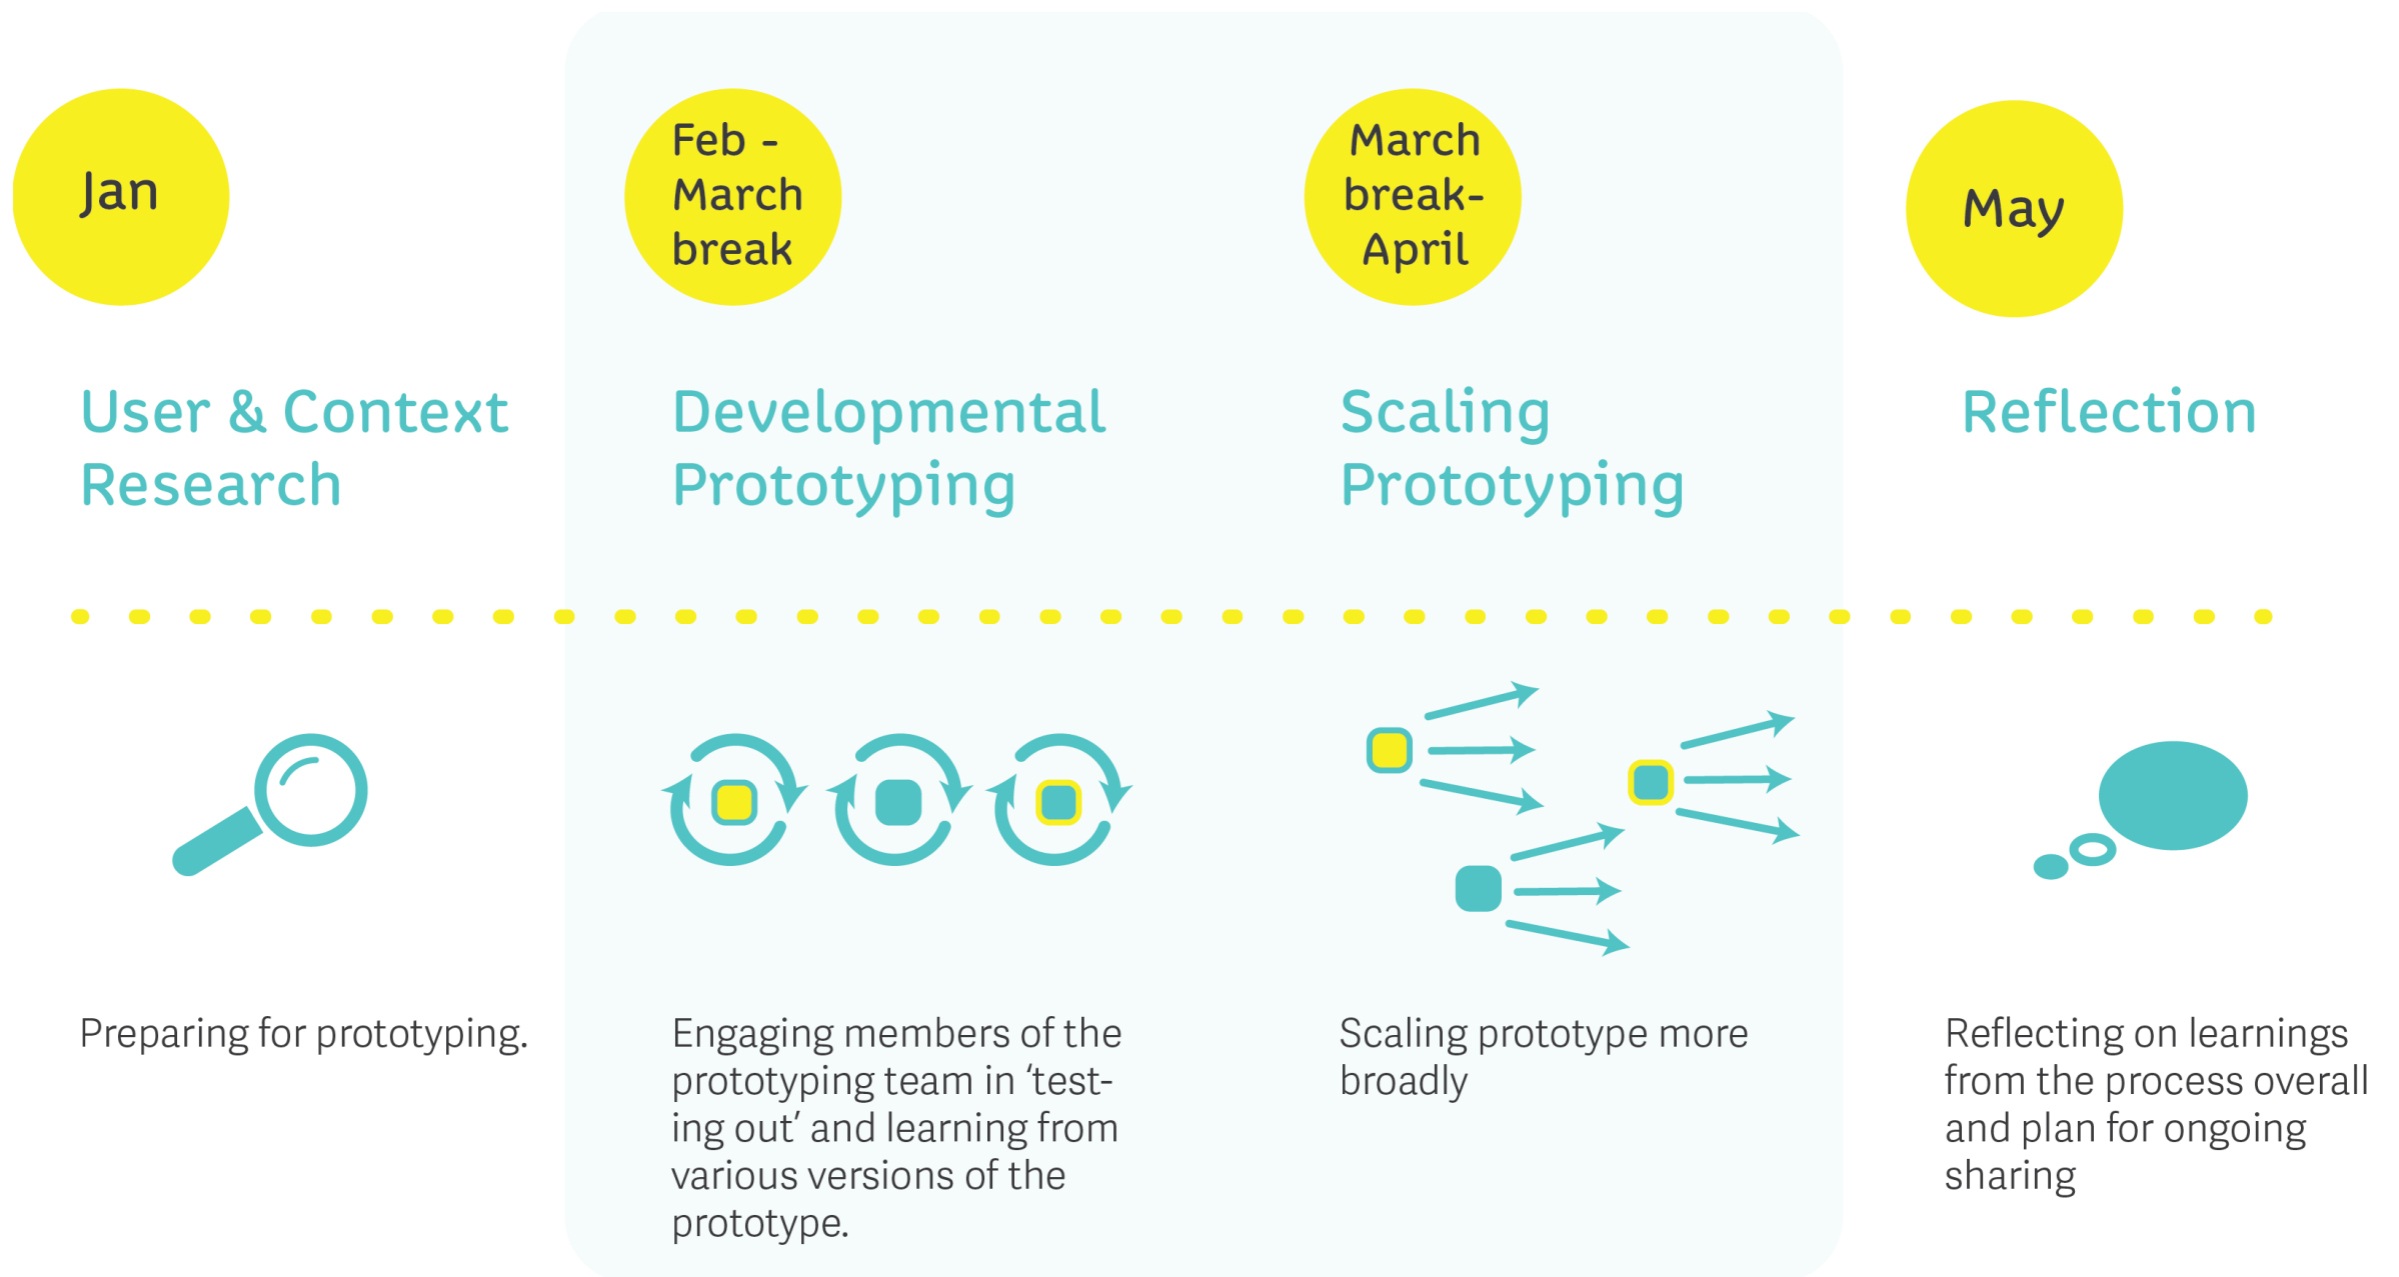 Jan
Feb -
March
break
March
break-
April
May
User & Context
Research
Developmental
Prototyping
Scaling
Prototyping
Reflection
Preparing for prototyping.
Engaging members of the
prototyping team in ‘test-
ing out’ and learning from
various versions of the
prototype.
Scaling prototype more
broadly
Reflecting on learnings
from the process overall
and plan for ongoing
sharing